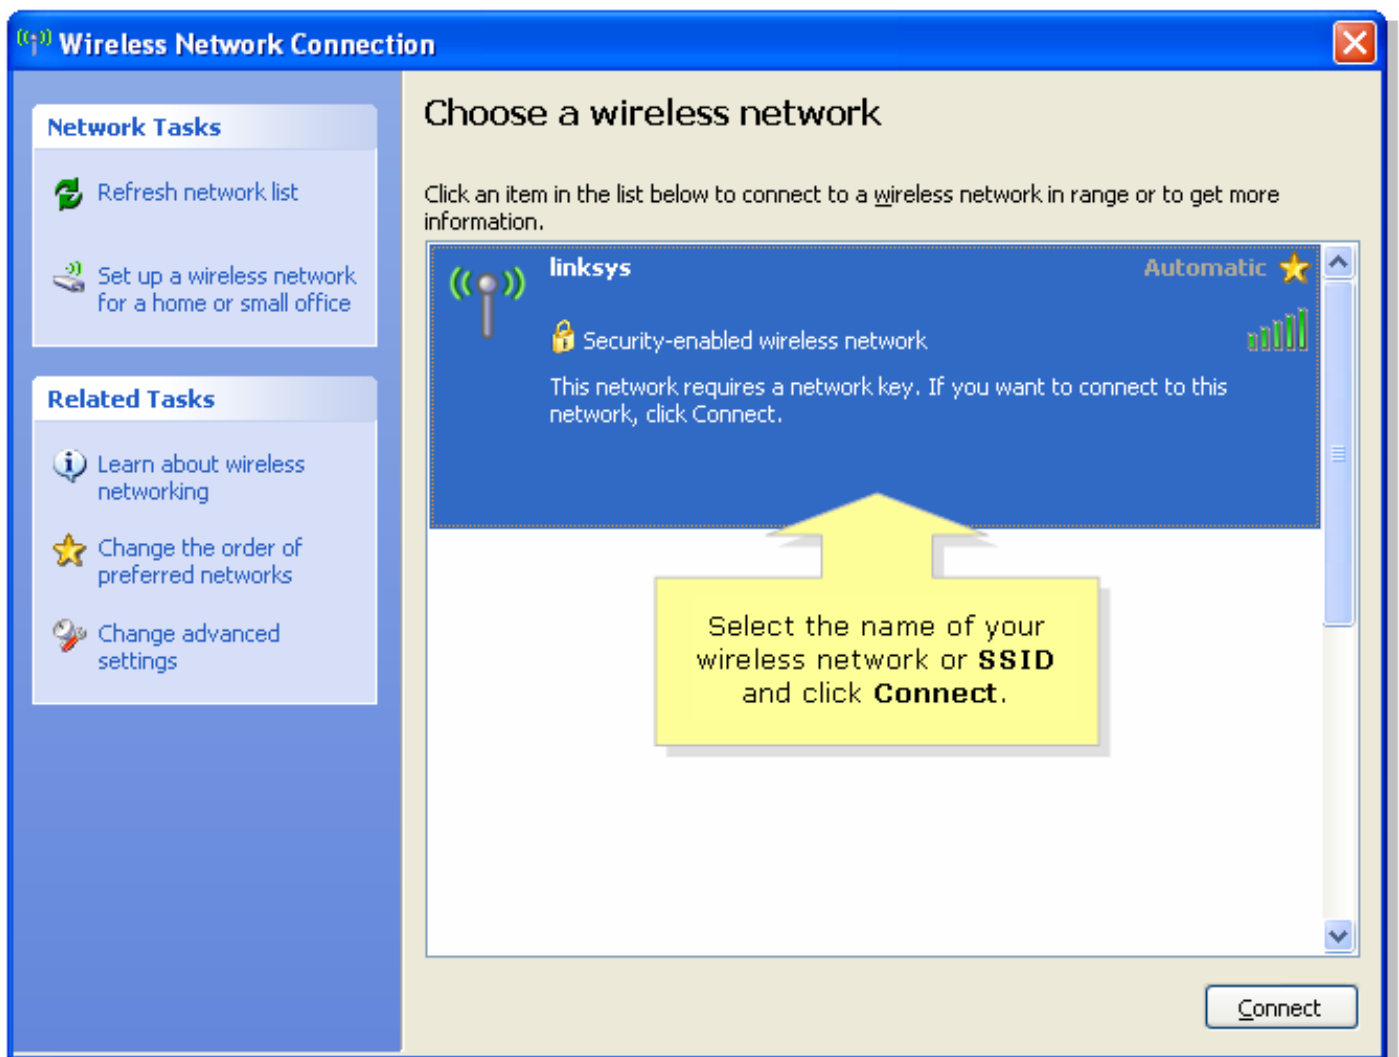 Wireless Network Connection
Network Tasks
Refresh network list
Set up a wireless network
for a home or small office
Related Tasks
Learn about wireless
networking
Change the order of
preferred networks
Change advanced
settings
Choose a wireless network
Click an item in the list below to connect to a wireless network in range or to get more
information.
linksys Automatic
Security-enabled wireless network
This network requires a network key. If you want to connect to this
network, click Connect.
Select the name of your
wireless network or SSID
and click Connect.
Connect